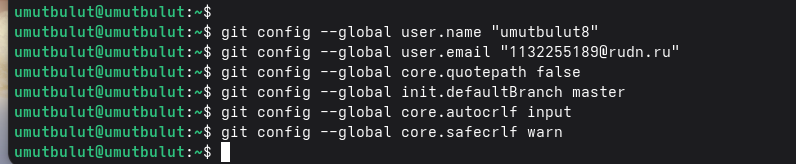 umutbulut@umutbulut:~$
umutbulut@umutbulut:~$ git config --global user.name "umutbulut8"
umutbulut@umutbulut:~$ git config --global user.email "1132255189@rudn.ru"
umutbulut@umutbulut:~$ git config --global core.quotepath false
umutbulut@umutbulut:~$ git config --global init.defaultBranch master
umutbulut@umutbulut:~$ git config --global core.autocrlf input
umutbulut@umutbulut:~$ git config --global core.safecrlf warn
umutbulut@umutbulut:~$